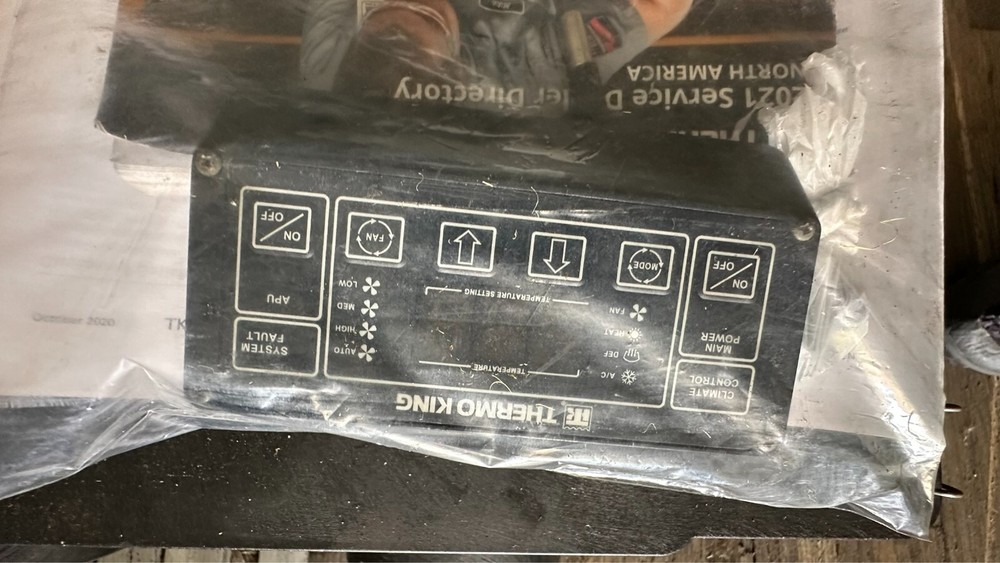 THERMO KING
CLIMATE
CONTROL
TEMPERATURE
SYSTEM
FAULT
A/C
DEF
HEAT
FAN
AUTO
HIGH
MED
LOW
MAIN
POWER
TEMPERATURE SETTING
APU
ON
OFF
MODE
FAN
ON
OFF
2021 Service D er Directory
NORTH AMERICA
October 2020
TK